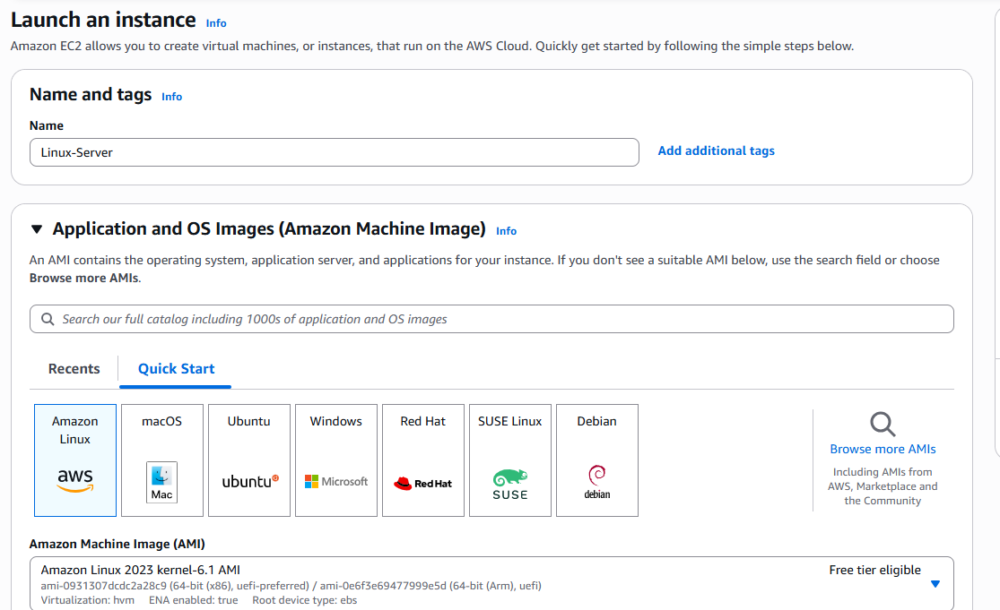 Launch an instance Info
Amazon EC2 allows you to create virtual machines, or instances, that run on the AWS Cloud. Quickly get started by following the simple steps below.
Name and tags Info
Name
Linux-Server
Add additional tags
Application and OS Images (Amazon Machine Image) Info
An AMI contains the operating system, application server, and applications for your instance. If you don't see a suitable AMI below, use the search field or choose
Browse more AMIs.
Search our full catalog including 1000s of application and OS images
Recents
Quick Start
Amazon
Linux
aws
macOS
Mac
Ubuntu
ubuntu
Windows
Microsoft
Red Hat
Red Hat
SUSE Linux
SUSE
Debian
debian
Browse more AMIs
Including AMIs from
AWS, Marketplace and
the Community
Amazon Machine Image (AMI)
Amazon Linux 2023 kernel-6.1 AMI
Free tier eligible
ami-0931307dcdc2a28c9 (64-bit (x86), uefi-preferred) / ami-0e6f3e69477999e5d (64-bit (Arm), uefi)
Virtualization: hvm ENA enabled: true Root device type: ebs